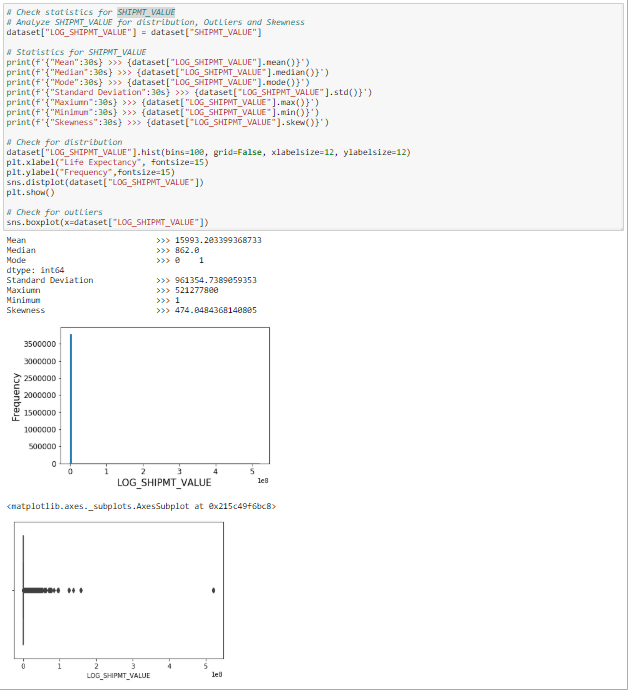 # Check statistics for SHIPMT_VALUE
# Analyze SHIPMT_VALUE for distribution, Outliers and Skewness
dataset["LOG_SHIPMT_VALUE"] = dataset["SHIPMT_VALUE"]
# Statistics for SHIPMT_VALUE
print(f'{"Mean":30s} >>> {dataset["LOG_SHIPMT_VALUE"].mean()}')
print(f'{"Median":30s} >>> {dataset["LOG_SHIPMT_VALUE"].median()}')
print(f'{"Mode":30s} >>> {dataset["LOG_SHIPMT_VALUE"].mode()}')
print(f'{"Standard Deviation":30s} >>> {dataset["LOG_SHIPMT_VALUE"].std()}')
print(f'{"Maxiumn":30s} >>> {dataset["LOG_SHIPMT_VALUE"].max()}')
print(f'{"Minimum":30s} >>> {dataset["LOG_SHIPMT_VALUE"].min()}')
print(f'{"Skewness":30s} >>> {dataset["LOG_SHIPMT_VALUE"].skew()}')
# Check for distribution
dataset["LOG_SHIPMT_VALUE"].hist(bins=100, grid=False, xlabelsize=12, ylabelsize=12)
plt.xlabel("Life Expectancy", fontsize=15)
plt.ylabel("Frequency",fontsize=15)
sns.distplot(dataset["LOG_SHIPMT_VALUE"])
plt.show()
# Check for outliers
sns.boxplot(x=dataset["LOG_SHIPMT_VALUE"])
Mean >>> 15993.203399368733
Median >>> 862.0
Mode >>> 0 1
dtype: int64
Standard Deviation >>> 961354.7389059353
Maxiumn >>> 521277800
Minimum >>> 1
Skewness >>> 474.0484368140805
3500000
3000000
2500000
2000000
1500000
1000000
500000
0
Frequency
0 1 2 3 4 5
1e8
LOG_SHIPMT_VALUE
<matplotlib.axes._subplots.AxesSubplot at 0x215c49f6bc8>
0 1 2 3 4 5
1e8
LOG_SHIPMT_VALUE